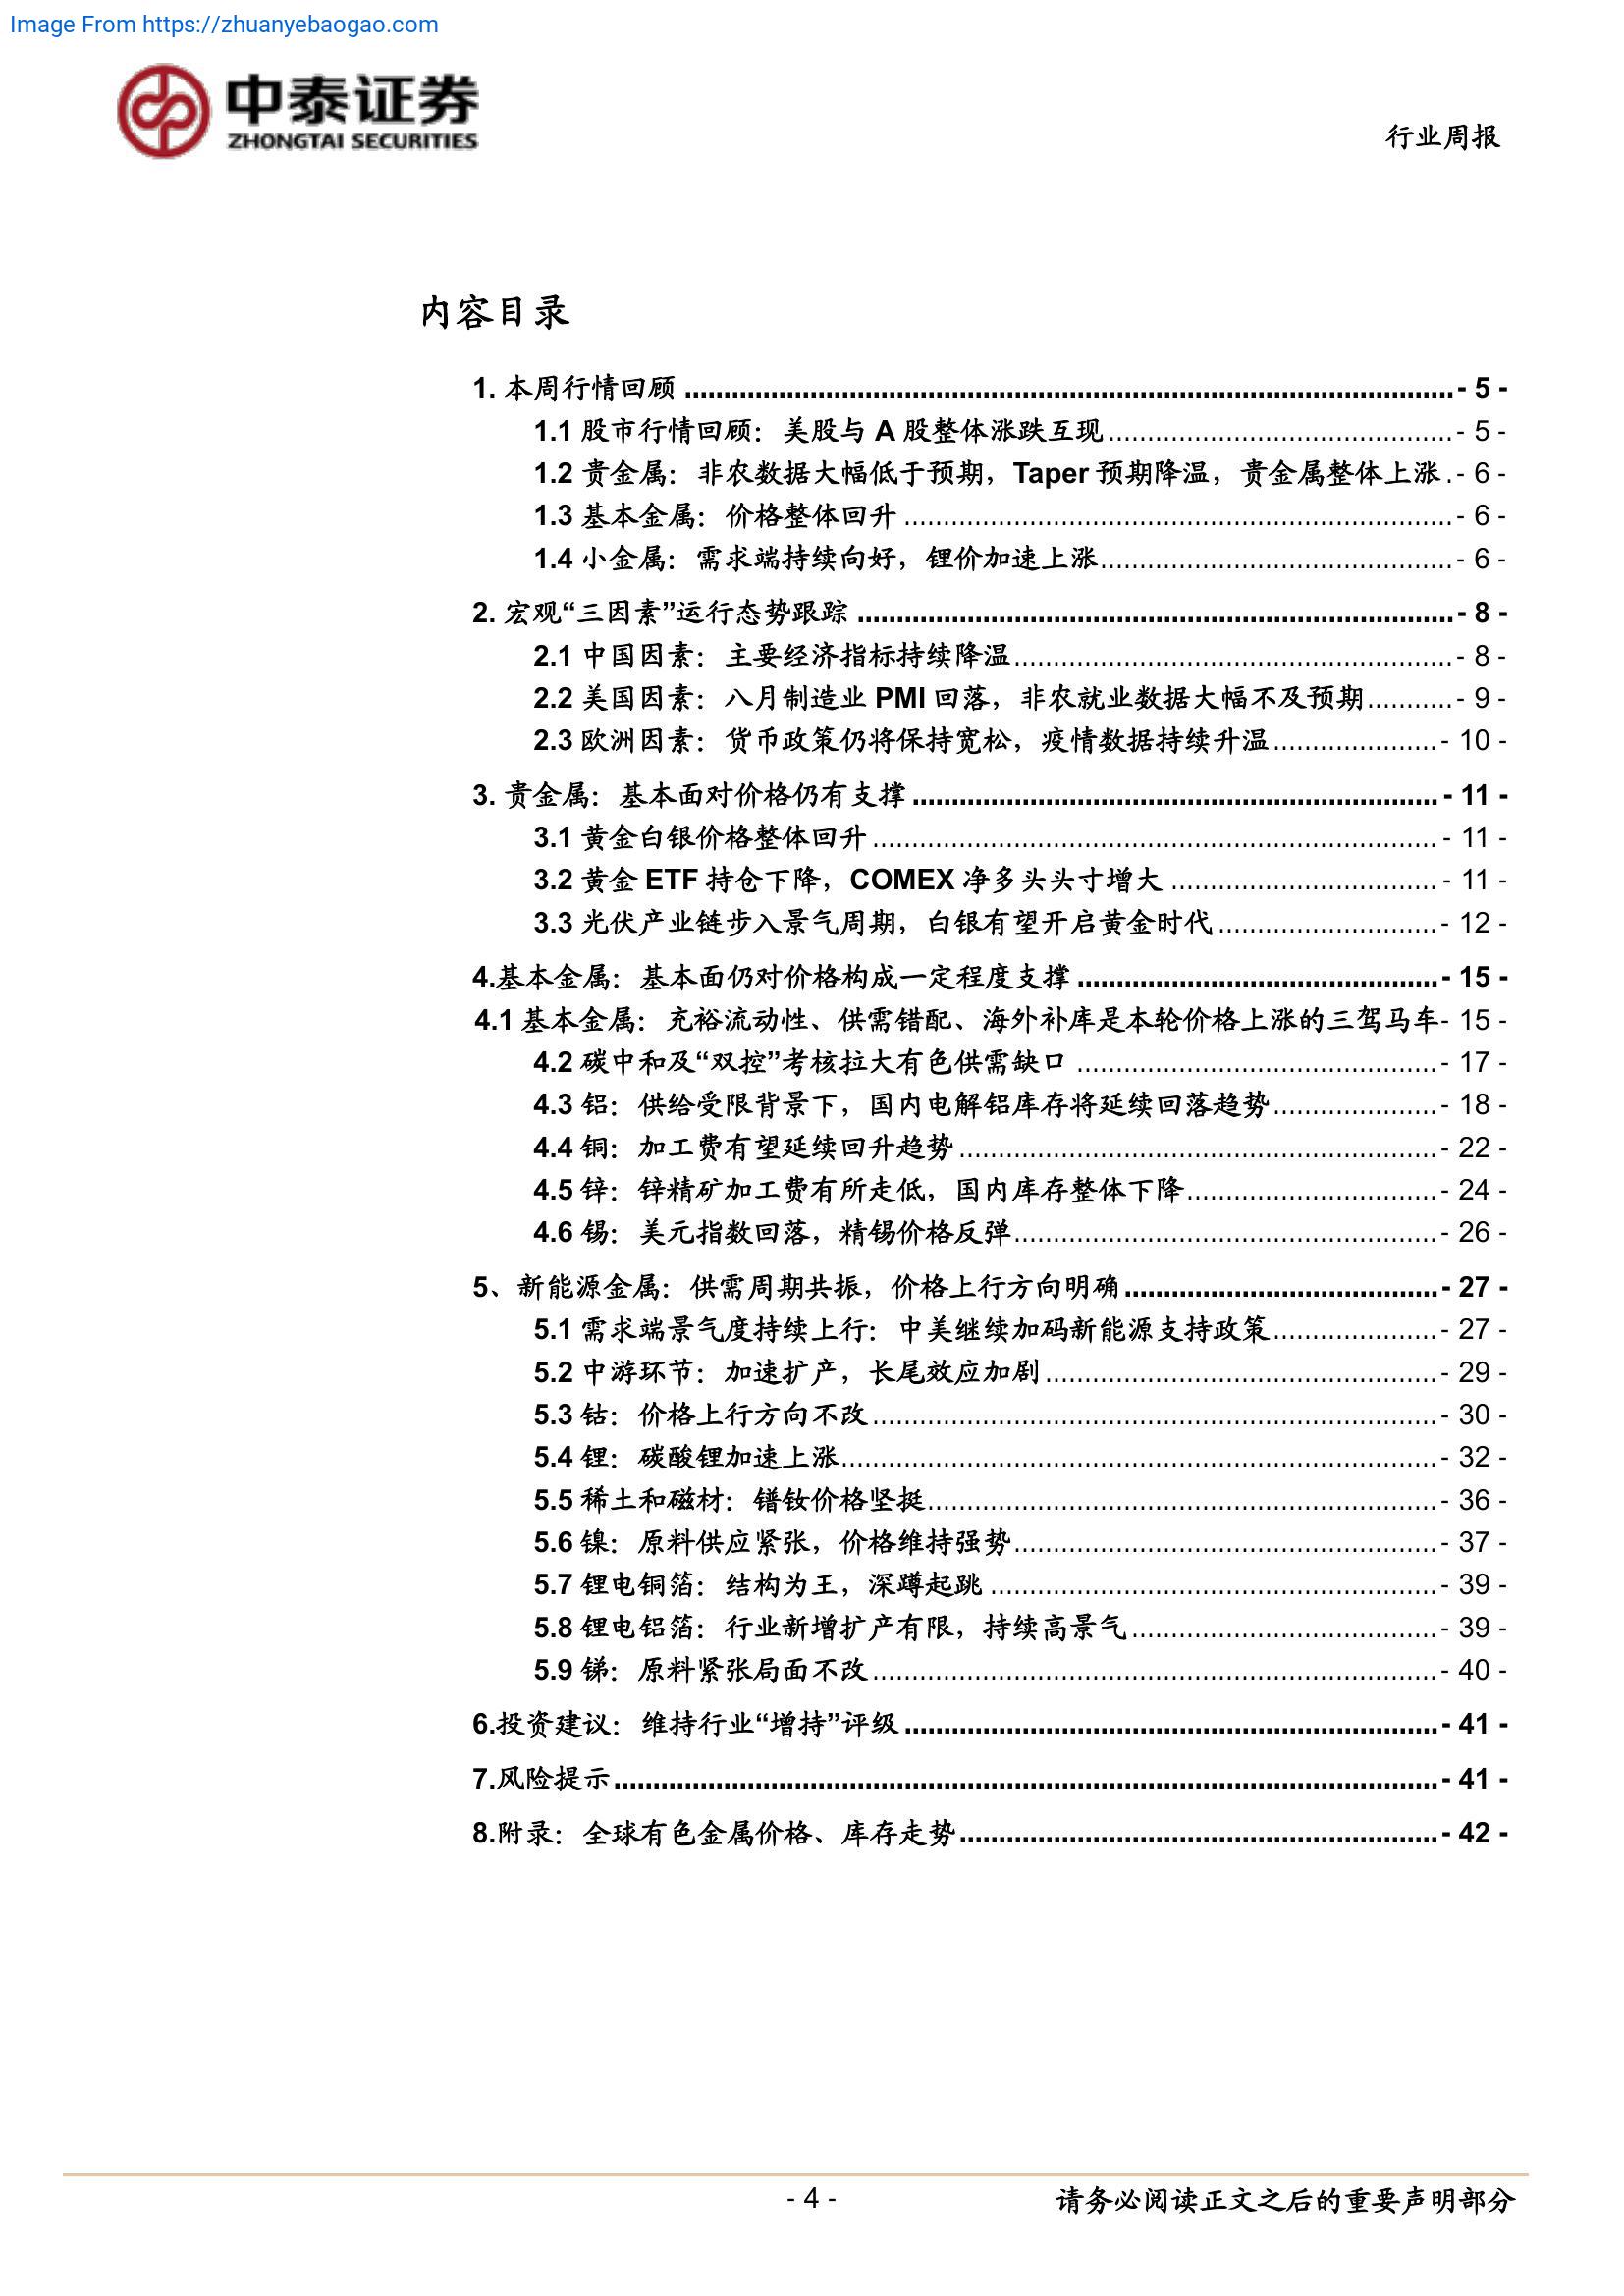 Image From https://zhuanyebaogao.com
中泰证券
ZHONGTAI SECURITIES
行业周报
内容目录
1. 本周行情回顾 ........................................ - 5 -
1.1 股市行情回顾：美股与 A 股整体涨跌互现 ........................................ - 5 -
1.2 贵金属：非农数据大幅低于预期，Taper 预期降温，贵金属整体上涨 . - 6 -
1.3 基本金属：价格整体回升 ........................................ - 6 -
1.4 小金属：需求端持续向好，锂价加速上涨 ........................................ - 6 -
2. 宏观“三因素”运行态势跟踪 ........................................ - 8 -
2.1 中国因素：主要经济指标持续降温 ........................................ - 8 -
2.2 美国因素：八月制造业 PMI 回落，非农就业数据大幅不及预期 ........... - 9 -
2.3 欧洲因素：货币政策仍将保持宽松，疫情数据持续升温 ..................... - 10 -
3. 贵金属：基本面对价格仍有支撑 ........................................ - 11 -
3.1 黄金白银价格整体回升 ........................................ - 11 -
3.2 黄金 ETF 持仓下降，COMEX 净多头头寸增大 .................................. - 11 -
3.3 光伏产业链步入景气周期，白银有望开启黄金时代 ............................ - 12 -
4.基本金属：基本面仍对价格构成一定程度支撑 ........................................ - 15 -
4.1 基本金属：充裕流动性、供需错配、海外补库是本轮价格上涨的三驾马车- 15 -
4.2 碳中和及“双控”考核拉大有色供需缺口 ........................................ - 17 -
4.3 铝：供给受限背景下，国内电解铝库存将延续回落趋势 ..................... - 18 -
4.4 铜：加工费有望延续回升趋势 ........................................ - 22 -
4.5 锌：锌精矿加工费有所走低，国内库存整体下降 ................................ - 24 -
4.6 锡：美元指数回落，精锡价格反弹 ........................................ - 26 -
5、新能源金属：供需周期共振，价格上行方向明确 ........................................ - 27 -
5.1 需求端景气度持续上行：中美继续加码新能源支持政策 ..................... - 27 -
5.2 中游环节：加速扩产，长尾效应加剧 ........................................ - 29 -
5.3 钴：价格上行方向不改 ........................................ - 30 -
5.4 锂：碳酸锂加速上涨 ........................................ - 32 -
5.5 稀土和磁材：镨钕价格坚挺 ........................................ - 36 -
5.6 镍：原料供应紧张，价格维持强势 ........................................ - 37 -
5.7 锂电铜箔：结构为王，深蹲起跳 ........................................ - 39 -
5.8 锂电铝箔：行业新增扩产有限，持续高景气 ........................................ - 39 -
5.9 锑：原料紧张局面不改 ........................................ - 40 -
6.投资建议：维持行业“增持”评级 ........................................ - 41 -
7.风险提示 ........................................ - 41 -
8.附录：全球有色金属价格、库存走势 ........................................ - 42 -
- 4 -
请务必阅读正文之后的重要声明部分